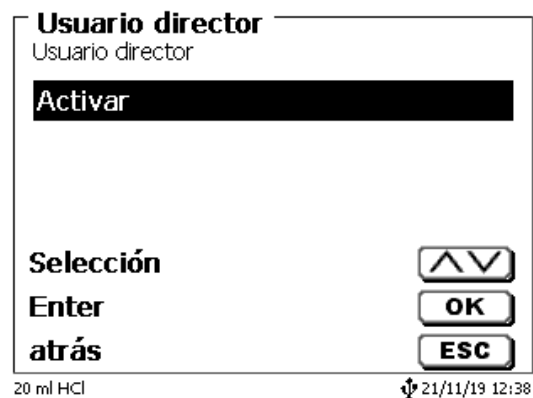 Usuario director
Usuario director
Activar
Selección
Enter OK
atrás ESC
20 ml HCl 21/11/19 12:38